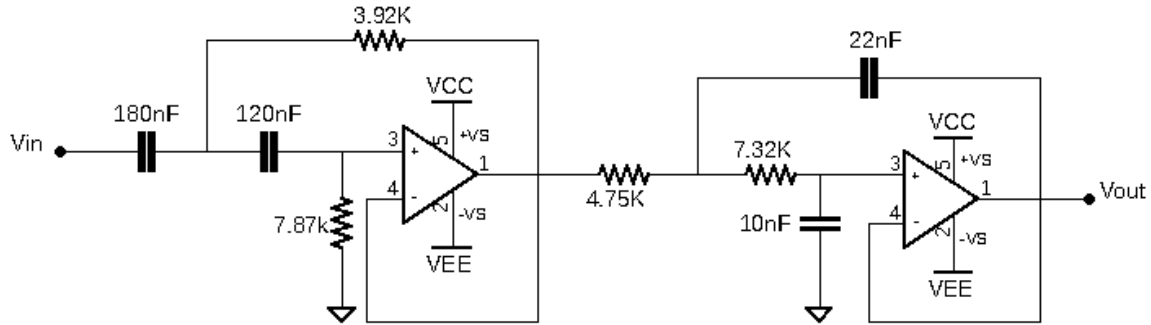 3.92K
22nF
VCC
180nF
120nF
+VS
5
VCC
Vin
3
+
1
7.32K
+VS
5
3
+
1
4
-
2
-VS
4.75K
Vout
7.87k
10nF
4
-
2
-VS
VEE
VEE